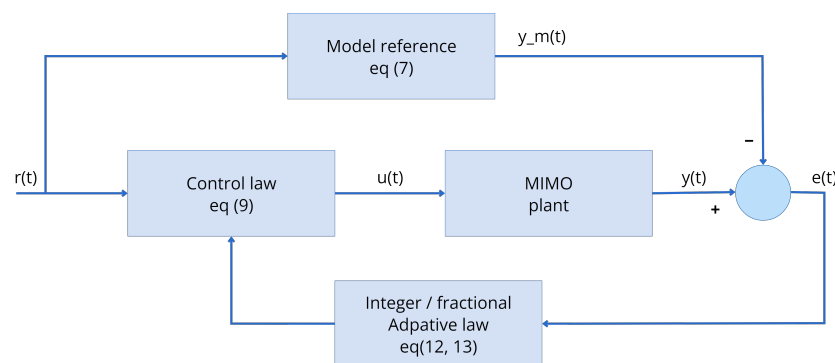 Model reference
eq (7)
y_m(t)
−
r(t)
Control law
eq (9)
u(t)
MIMO
plant
y(t)
+
e(t)
Integer / fractional
Adpative law
eq(12, 13)